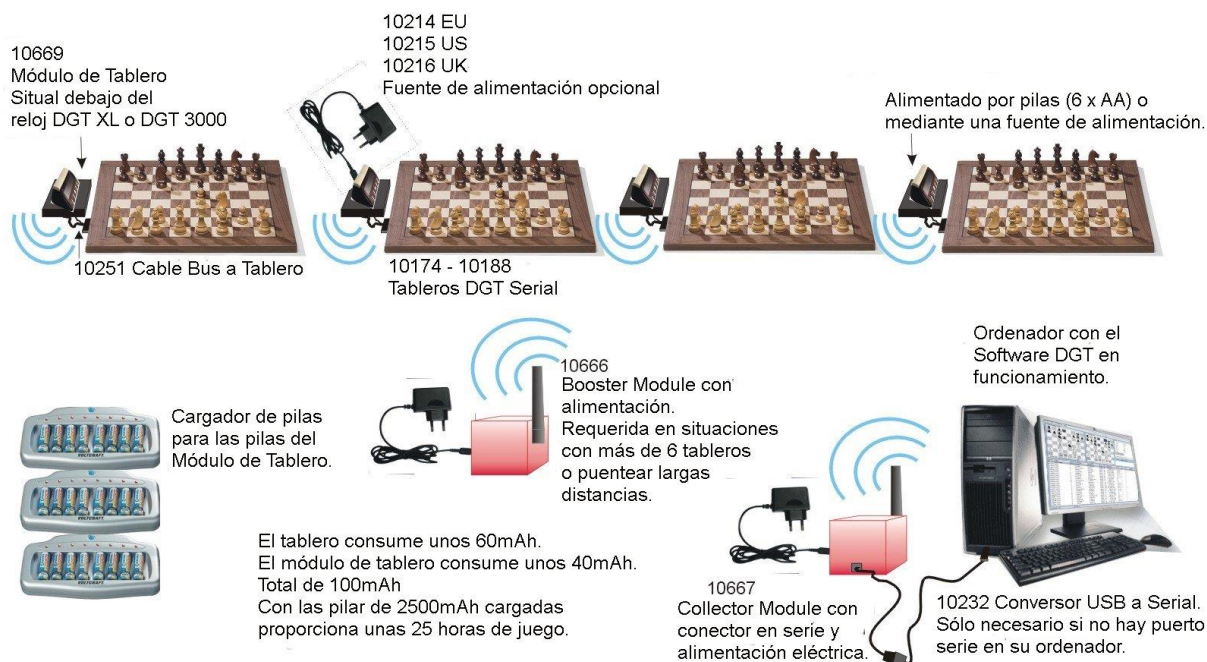 10669
Módulo de Tablero
Situal debajo del
reloj DGT XL o DGT 3000
10214 EU
10215 US
10216 UK
Fuente de alimentación opcional
Alimentado por pilas (6 x AA) o
mediante una fuente de alimentación.
10251 Cable Bus a Tablero
10174 - 10188
Tableros DGT Serial
Cargador de pilas
para las pilas del
Módulo de Tablero.
10666
Booster Module con
alimentación.
Requerida en situaciones
con más de 6 tableros
o puentear largas
distancias.
Ordenador con el
Software DGT en
funcionamiento.
El tablero consume unos 60mAh.
El módulo de tablero consume unos 40mAh.
Total de 100mAh
Con las pilar de 2500mAh cargadas
proporciona unas 25 horas de juego.
10667
Collector Module con
conector en serie y
alimentación eléctrica.
10232 Conversor USB a Serial.
Sólo necesario si no hay puerto
serie en su ordenador.
VOLTCRAFT
VOLTCRAFT
VOLTCRAFT